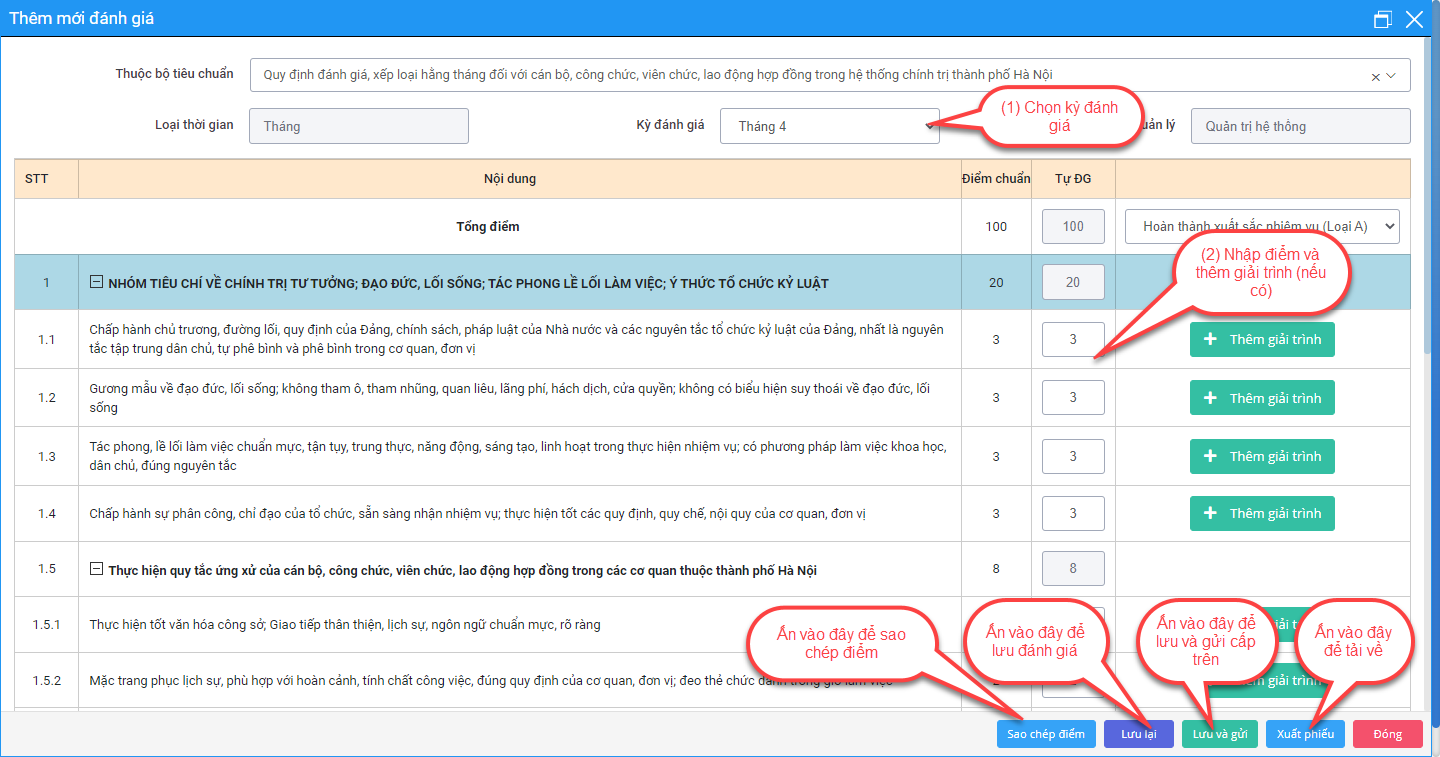 Thêm mới đánh giá
Thuộc bộ tiêu chuẩn
Quy định đánh giá, xếp loại hằng tháng đối với cán bộ, công chức, viên chức, lao động hợp đồng trong hệ thống chính trị thành phố Hà Nội
Loại thời gian
Tháng
Kỳ đánh giá
Tháng 4
(1) Chọn kỳ đánh
giá
uản lý
Quản trị hệ thống
STT
Nội dung
Điểm chuẩn
Tự ĐG
Tổng điểm
100
100
Hoàn thành xuất sắc nhiệm vụ (Loại A)
(2) Nhập điểm và
thêm giải trình (nếu
có)
1
NHÓM TIÊU CHÍ VỀ CHÍNH TRỊ TƯ TƯỞNG; ĐẠO ĐỨC, LỐI SỐNG; TÁC PHONG LỀ LỐI LÀM VIỆC; Ý THỨC TỔ CHỨC KỶ LUẬT
20
20
1.1
Chấp hành chủ trương, đường lối, quy định của Đảng, chính sách, pháp luật của Nhà nước và các nguyên tắc tổ chức kỷ luật của Đảng, nhất là nguyên
tắc tập trung dân chủ, tự phê bình và phê bình trong cơ quan, đơn vị
3
3
Thêm giải trình
1.2
Gương mẫu về đạo đức, lối sống; không tham ô, tham nhũng, quan liêu, lãng phí, hách dịch, cửa quyền; không có biểu hiện suy thoái về đạo đức, lối
sống
3
3
Thêm giải trình
1.3
Tác phong, lề lối làm việc chuẩn mực, tận tụy, trung thực, năng động, sáng tạo, linh hoạt trong thực hiện nhiệm vụ; có phương pháp làm việc khoa học,
dân chủ, đúng nguyên tắc
3
3
Thêm giải trình
1.4
Chấp hành sự phân công, chỉ đạo của tổ chức, sẵn sàng nhận nhiệm vụ; thực hiện tốt các quy định, quy chế, nội quy của cơ quan, đơn vị
3
3
Thêm giải trình
1.5
Thực hiện quy tắc ứng xử của cán bộ, công chức, viên chức, lao động hợp đồng trong các cơ quan thuộc thành phố Hà Nội
8
8
1.5.1
Thực hiện tốt văn hóa công sở; Giao tiếp thân thiện, lịch sự, ngôn ngữ chuẩn mực, rõ ràng
Ấn vào đây để sao
chép điểm
Ấn vào đây để
lưu đánh giá
Ấn vào đây để
lưu và gửi cấp
trên
Ấn vào đây
để tải về
1.5.2
Mặc trang phục lịch sự, phù hợp với hoàn cảnh, tính chất công việc, đúng quy định của cơ quan, đơn vị; đeo thẻ chức danh trong giờ làm việc
giải trình
Sao chép điểm
Lưu lại
Lưu và gửi
Xuất phiếu
Đóng